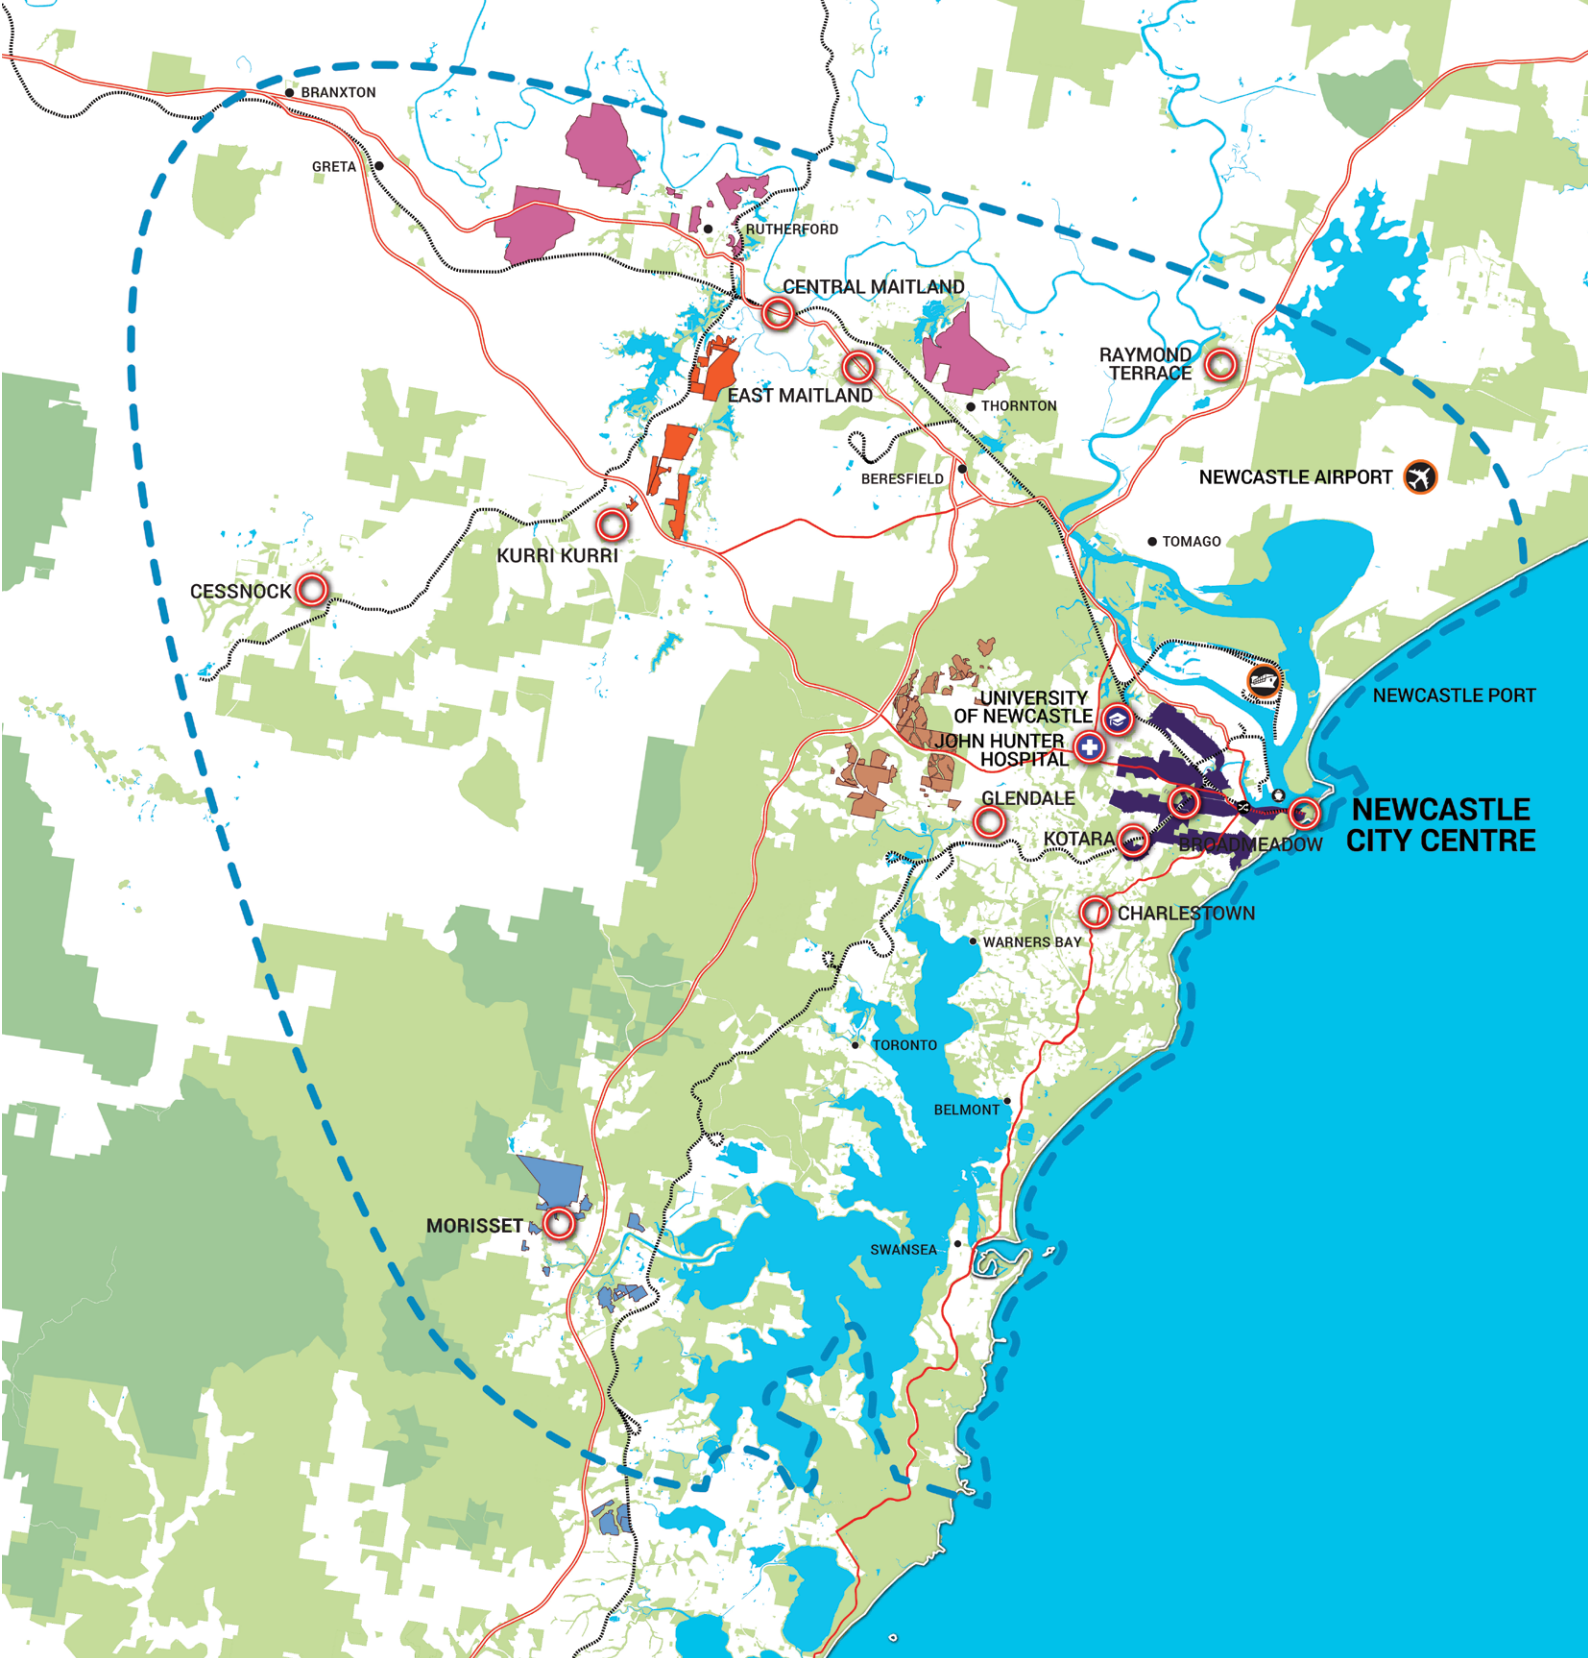 BRANXTON
GRETA
RUTHERFORD
CENTRAL MAITLAND
RAYMOND
TERRACE
EAST MAITLAND
THORNTON
BERESFIELD
NEWCASTLE AIRPORT
TOMAGO
KURRI KURRI
CESSNOCK
UNIVERSITY
OF NEWCASTLE
NEWCASTLE PORT
JOHN HUNTER
HOSPITAL
GLENDALE
NEWCASTLE
CITY CENTRE
KOTARA
BROADMEADOW
CHARLESTOWN
WARNERS BAY
TORONTO
BELMONT
MORISSET
SWANSEA